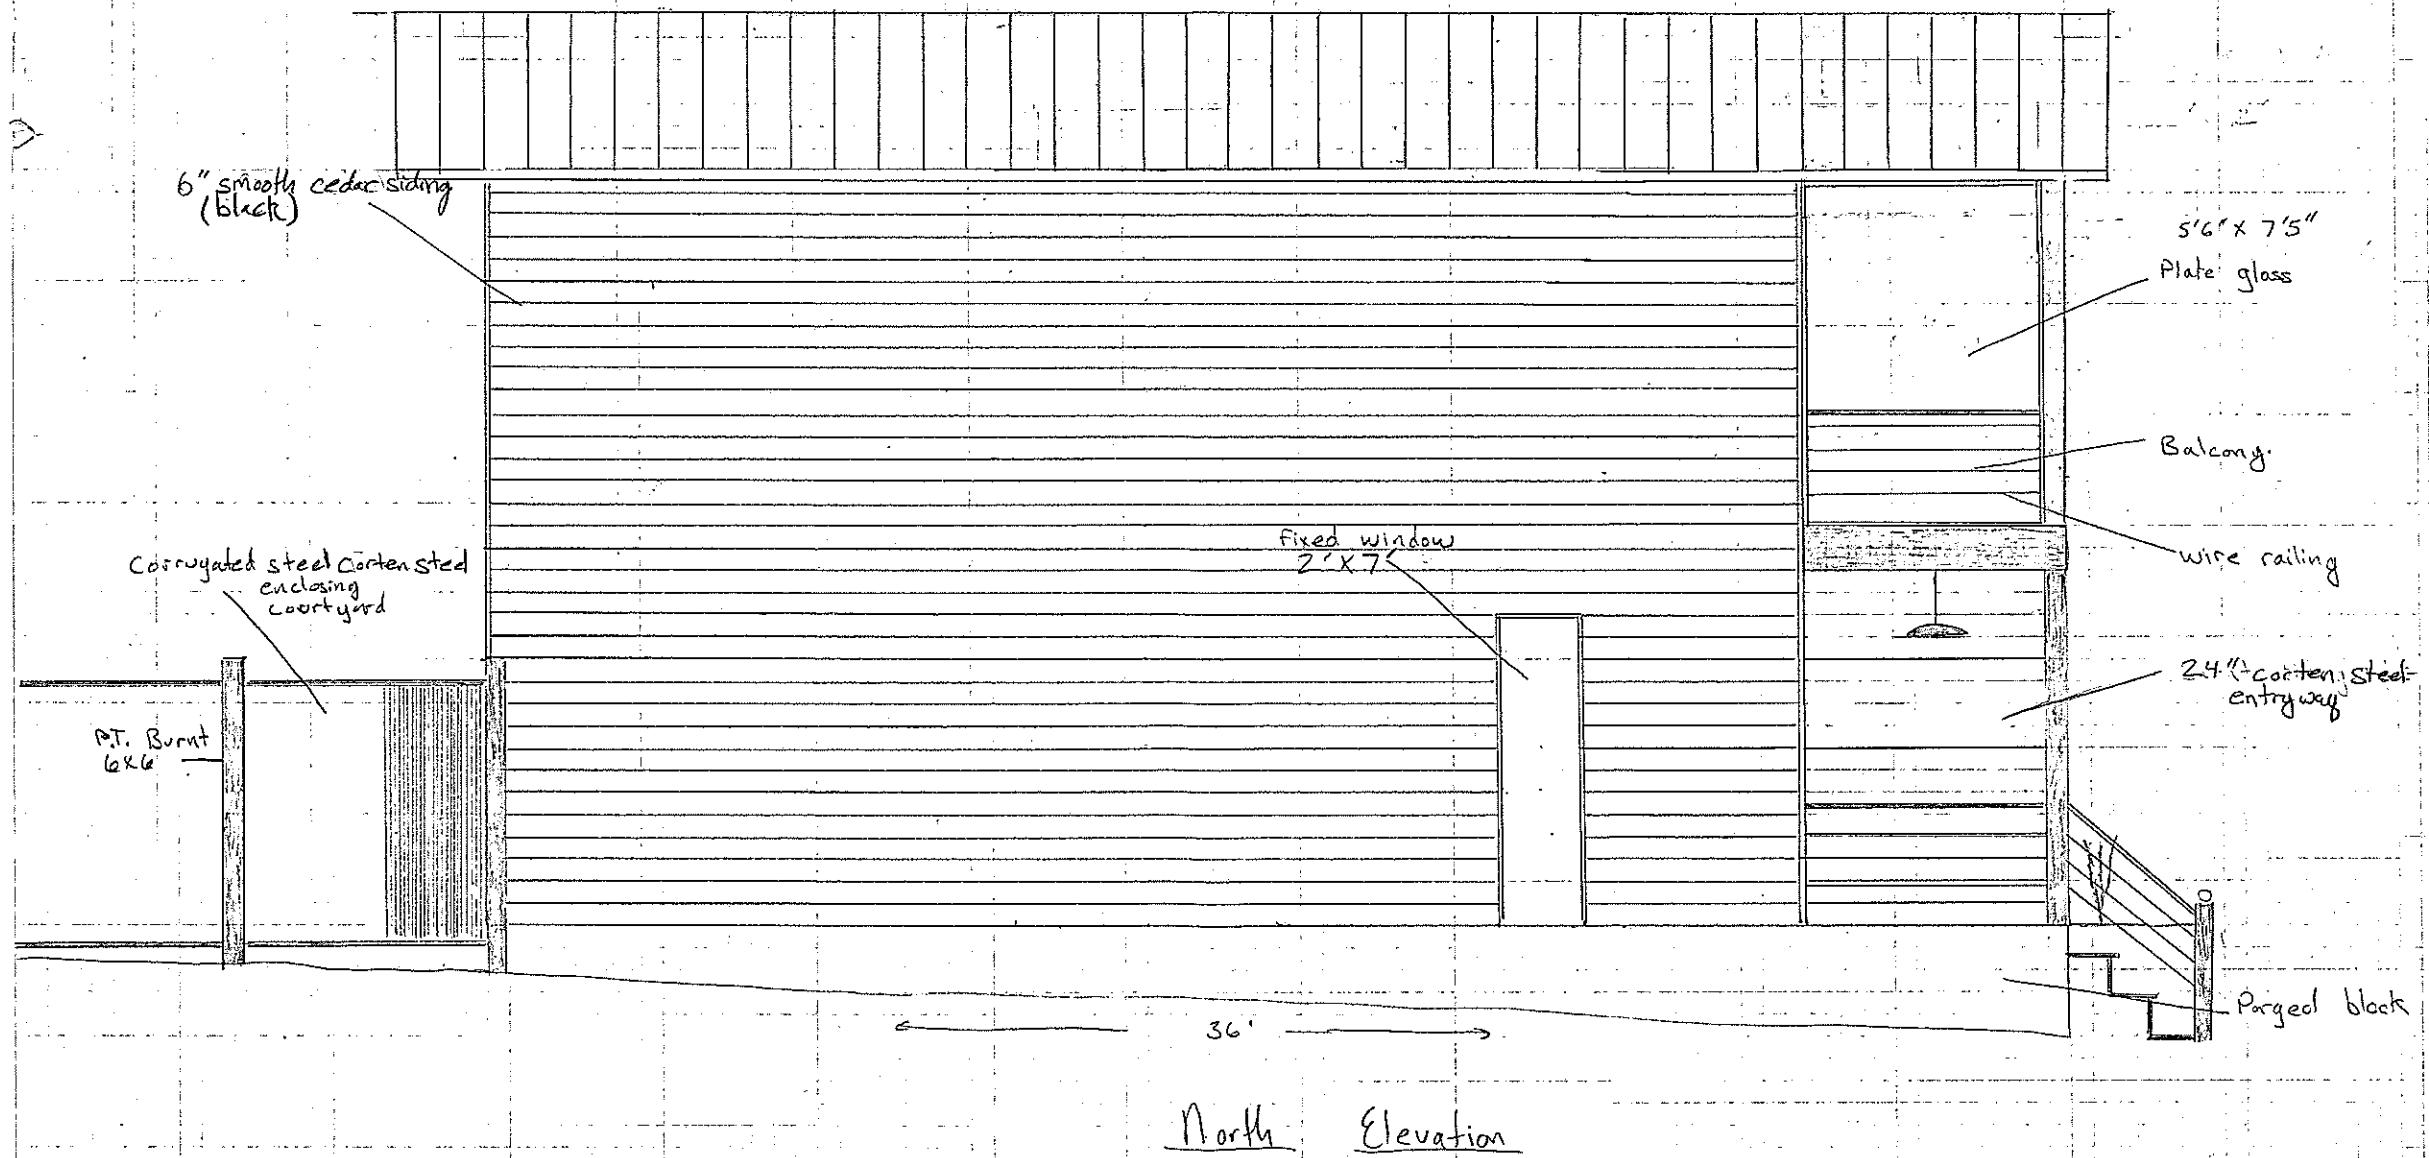 6" smooth cedar siding
(black)
5'6" X 7'5"
Plate glass
Balcony
wire railing
fixed window
2' X 7'
Corrugated steel Corten steel
enclosing
courtyard
P.T. Burnt
6x6
24" corten steel
entryway
Parged block
36'
North Elevation